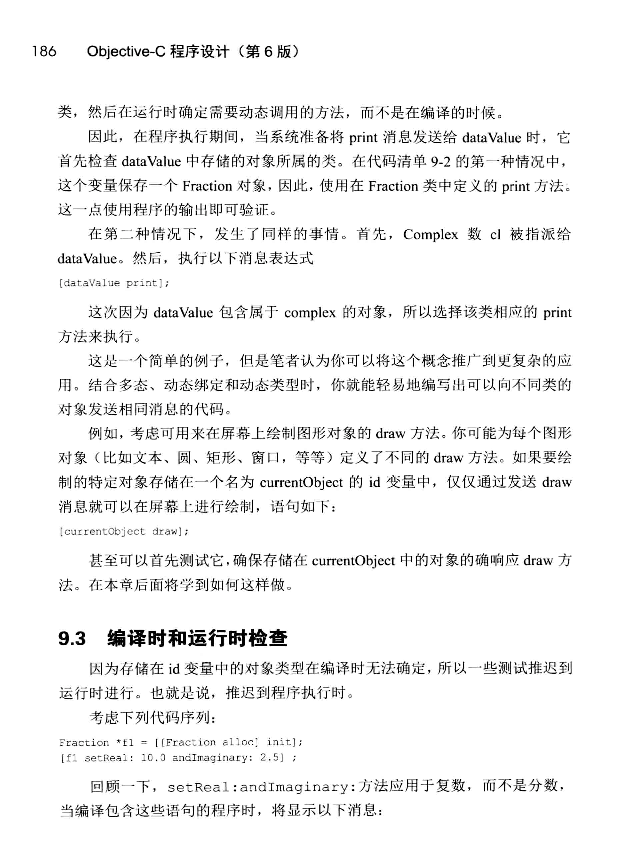 186 Objective-C 程序设计（第 6 版）
类，然后在运行时确定需要动态调用的方法，而不是在编译的时候。
因此，在程序执行期间，当系统准备将 print 消息发送给 dataValue 时，它
首先检查 dataValue 中存储的对象所属的类。在代码清单 9-2 的第一种情况中，
这个变量保存一个 Fraction 对象，因此，使用在 Fraction 类中定义的 print 方法。
这一点使用程序的输出即可验证。
在第二种情况下，发生了同样的事情。首先，Complex 数 c1 被指派给
dataValue。然后，执行以下消息表达式
[dataValue print];
这次因为 dataValue 包含属于 complex 的对象，所以选择该类相应的 print
方法来执行。
这是一个简单的例子，但是笔者认为你可以将这个概念推广到更复杂的应
用。结合多态、动态绑定和动态类型时，你就能轻易地编写出可以向不同类的
对象发送相同消息的代码。
例如，考虑可用来在屏幕上绘制图形对象的 draw 方法。你可能为每个图形
对象（比如文本、圆、矩形、窗口，等等）定义了不同的 draw 方法。如果要绘
制的特定对象存储在一个名为 currentObject 的 id 变量中，仅仅通过发送 draw
消息就可以在屏幕上进行绘制，语句如下：
[currentObject draw];
甚至可以首先测试它，确保存储在 currentObject 中的对象的确响应 draw 方
法。在本章后面将学到如何这样做。
9.3 编译时和运行时检查
因为存储在 id 变量中的对象类型在编译时无法确定，所以一些测试推迟到
运行时进行。也就是说，推迟到程序执行时。
考虑下列代码序列：
Fraction *f1 = [[Fraction alloc] init];
[f1 setReal: 10.0 andImaginary: 2.5] ;
回顾一下，setReal:andImaginary:方法应用于复数，而不是分数，
当编译包含这些语句的程序时，将显示以下消息：